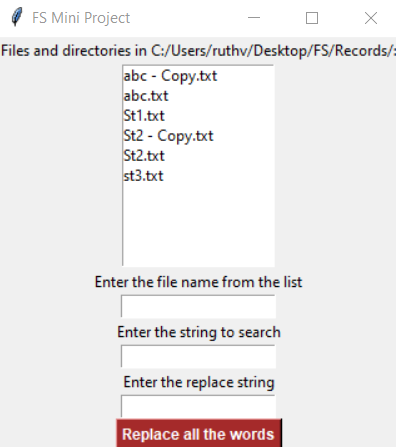 FS Mini Project
Files and directories in C:/Users/ruthv/Desktop/FS/Records/
abc - Copy.txt
abc.txt
St1.txt
St2 - Copy.txt
St2.txt
st3.txt
Enter the file name from the list
Enter the string to search
Enter the replace string
Replace all the words